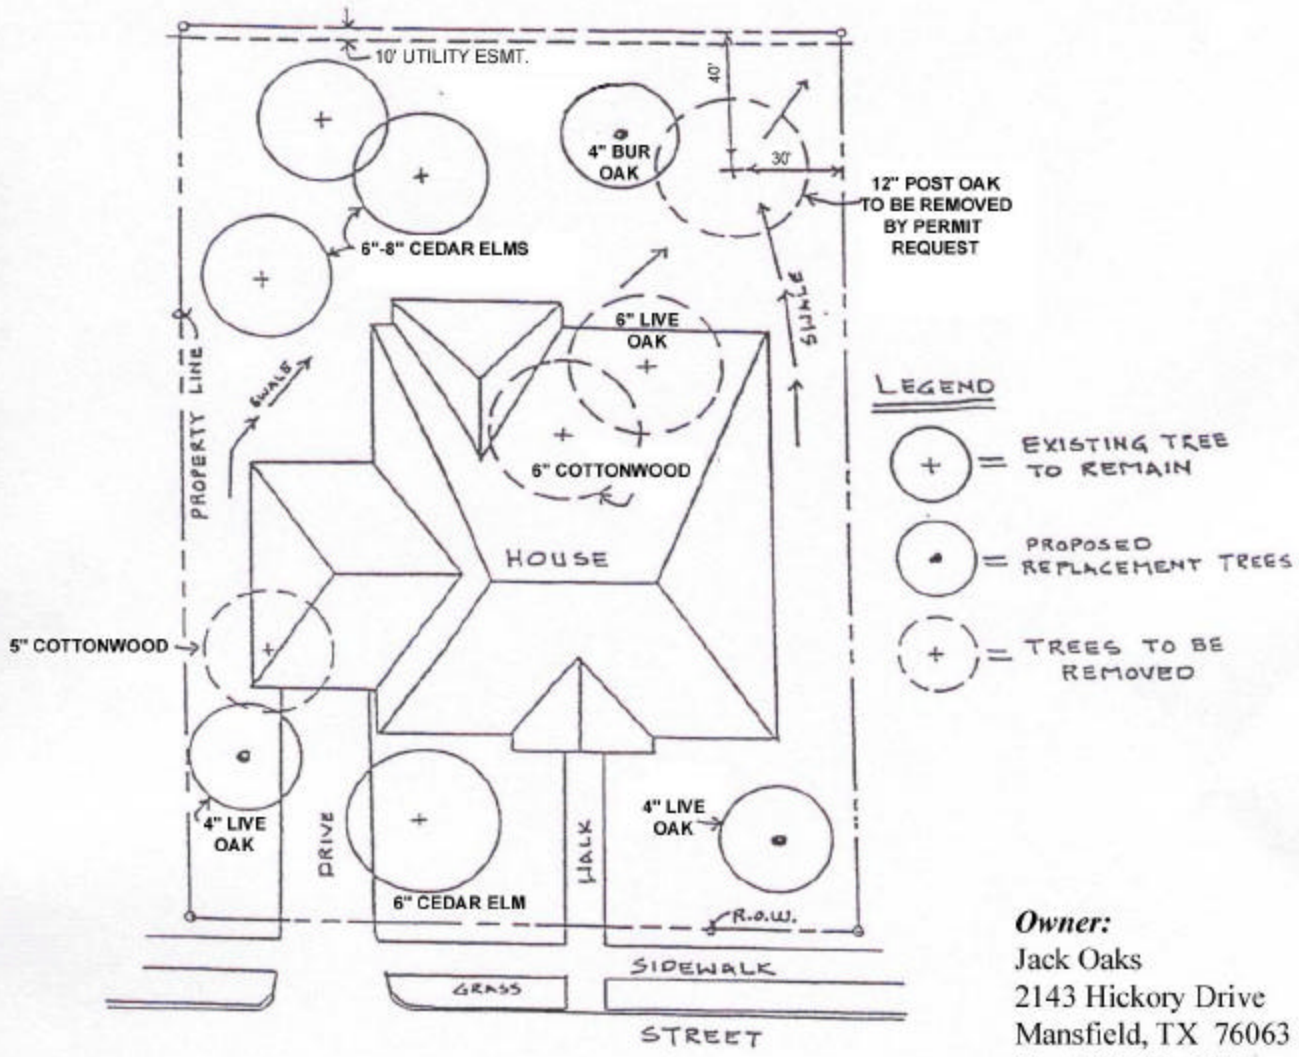 10' UTILITY ESMT.
40'
30'
4" BUR
OAK
12" POST OAK
TO BE REMOVED
BY PERMIT
REQUEST
6"-8" CEDAR ELMS
SWALE
6" LIVE
OAK
PROPERTY LINE
SWALE
6" COTTONWOOD
HOUSE
5" COTTONWOOD
4" LIVE
OAK
DRIVE
6" CEDAR ELM
WALK
4" LIVE
OAK
R.O.W.
SIDEWALK
GRASS
STREET
LEGEND
= EXISTING TREE
TO REMAIN
= PROPOSED
REPLACEMENT TREES
= TREES TO BE
REMOVED
Owner:
Jack Oaks
2143 Hickory Drive
Mansfield, TX 76063